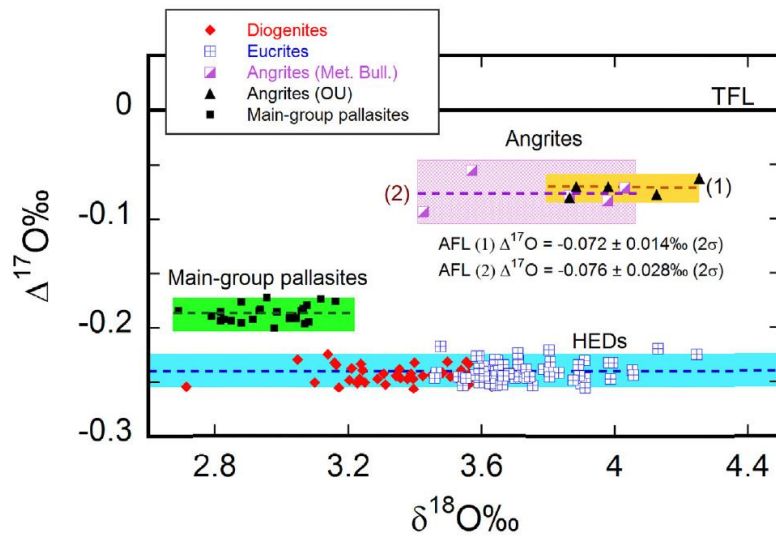 Diogenites
Eucrites
Angrites (Met. Bull.)
Angrites (OU)
Main-group pallasites
TFL
Angrites
(2)
(1)
AFL (1) Δ¹⁷O = -0.072 ± 0.014‰ (2σ)
AFL (2) Δ¹⁷O = -0.076 ± 0.028‰ (2σ)
Main-group pallasites
HEDs
0
-0.1
-0.2
-0.3
Δ¹⁷O‰
2.8 3.2 3.6 4 4.4
δ¹⁸O‰